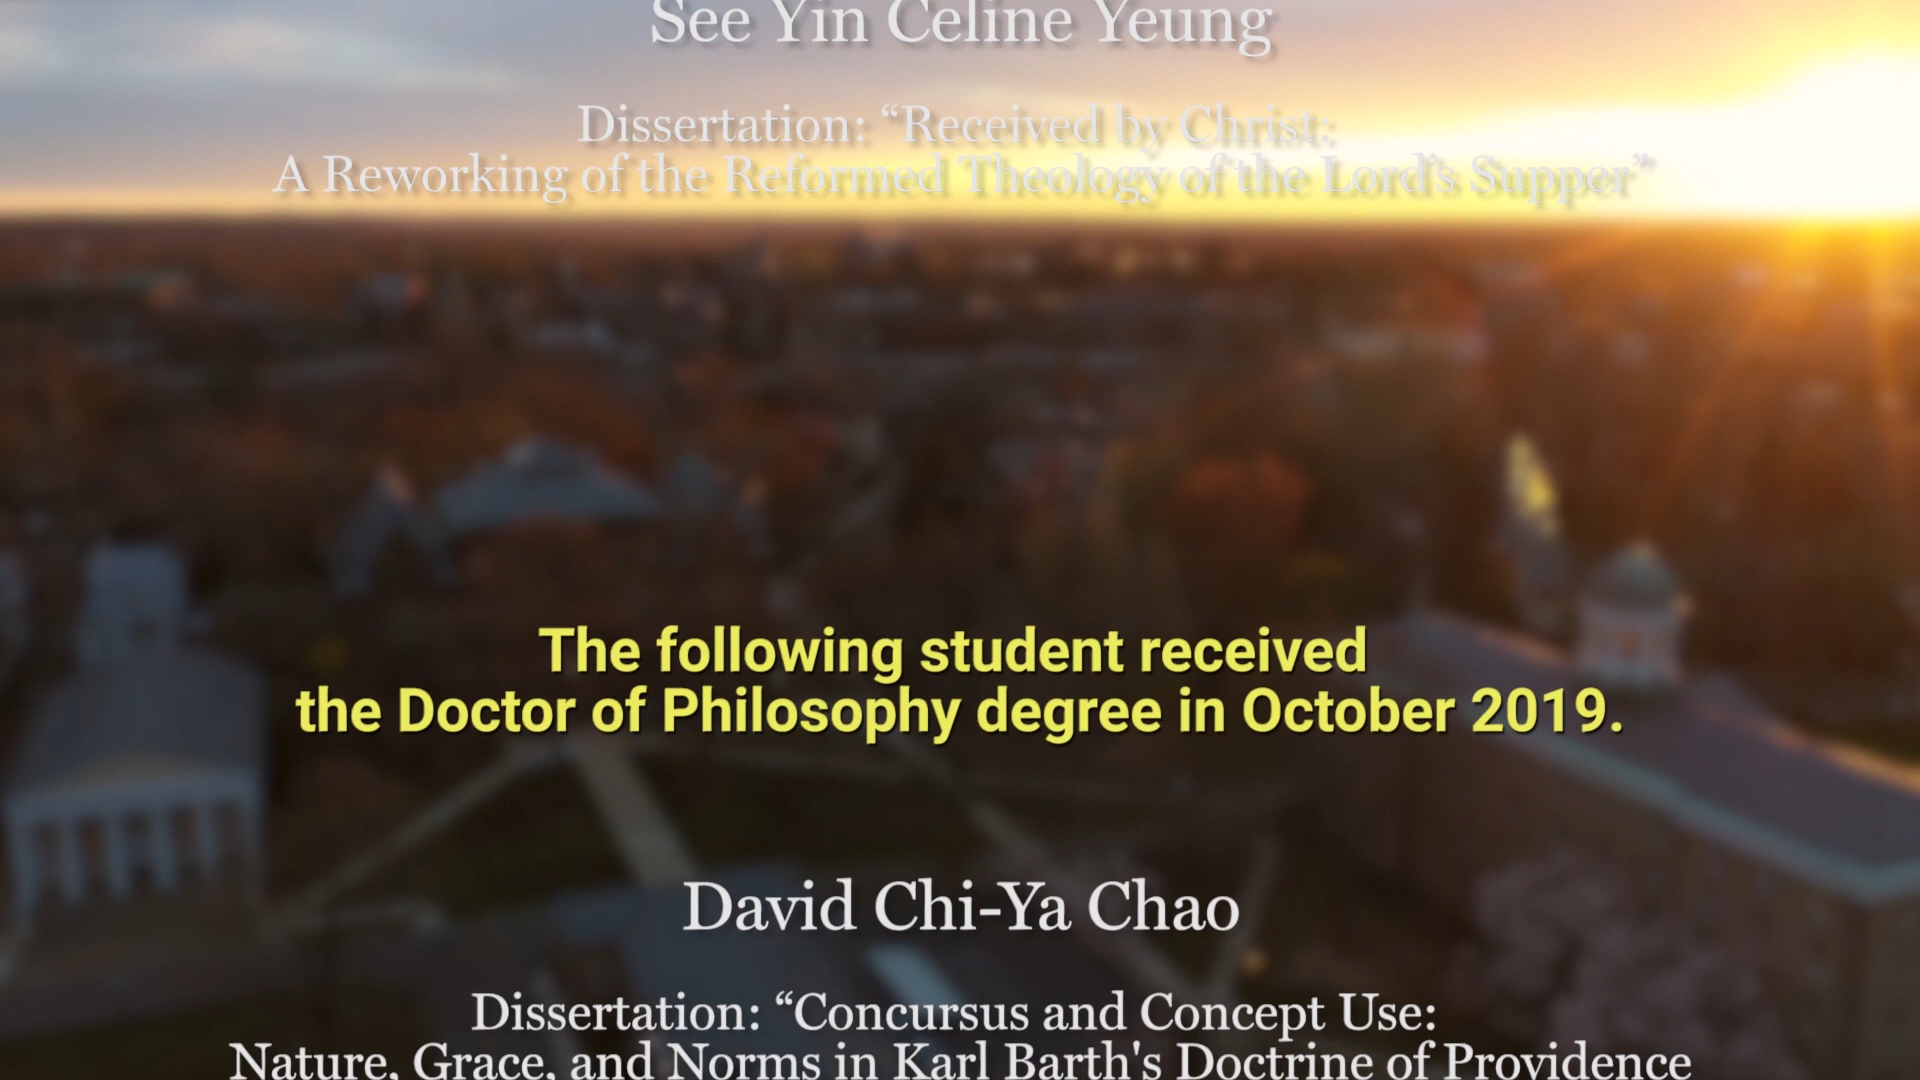 See Yin Celine Yeung
Dissertation: “Received by Christ:
A Reworking of the Reformed Theology of the Lord’s Supper”
The following student received
the Doctor of Philosophy degree in October 2019.
David Chi-Ya Chao
Dissertation: “Concursus and Concept Use:
Nature, Grace, and Norms in Karl Barth's Doctrine of Providence